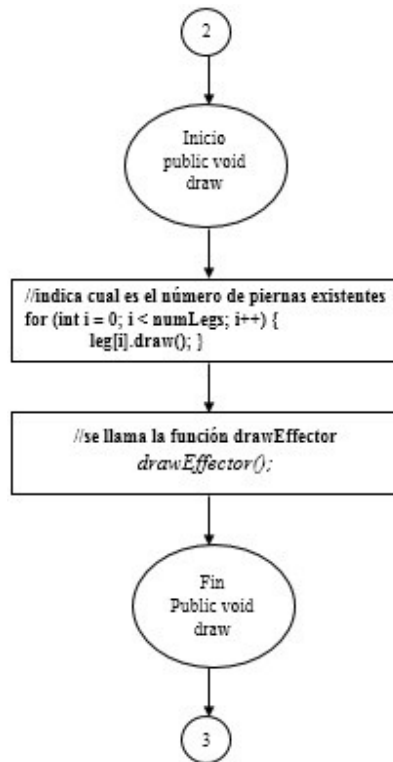 2
Inicio
public void
draw
//indica cual es el número de piernas existentes
for (int i = 0; i < numLegs; i++) {
leg[i].draw(); }
//se llama la función drawEffector
drawEffector();
Fin
Public void
draw
3